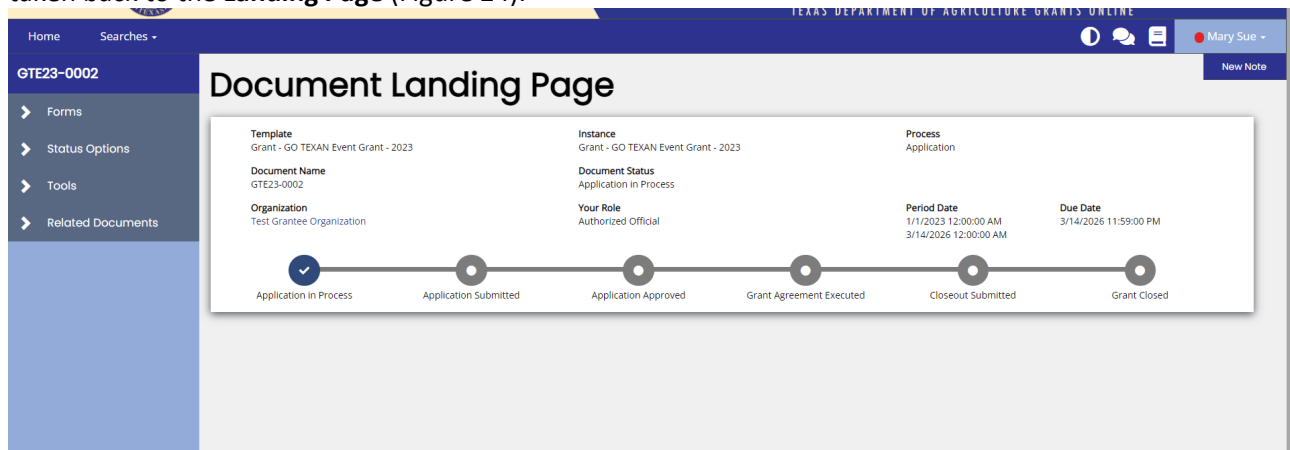 taken back to the Landing Page (Figure 24).
TEXAS DEPARTMENT OF AGRICULTURE GRANTS ONLINE
Home Searches Mary Sue
GTE23-0002 New Note
Document Landing Page
Forms
Status Options
Tools
Related Documents
Template Instance Process
Grant - GO TEXAN Event Grant - 2023 Grant - GO TEXAN Event Grant - 2023 Application
Document Name Document Status
GTE23-0002 Application in Process
Organization Your Role Period Date Due Date
Test Grantee Organization Authorized Official 1/1/2023 12:00:00 AM 3/14/2026 11:59:00 PM
3/14/2026 12:00:00 AM
Application in Process Application Submitted Application Approved Grant Agreement Executed Closeout Submitted Grant Closed